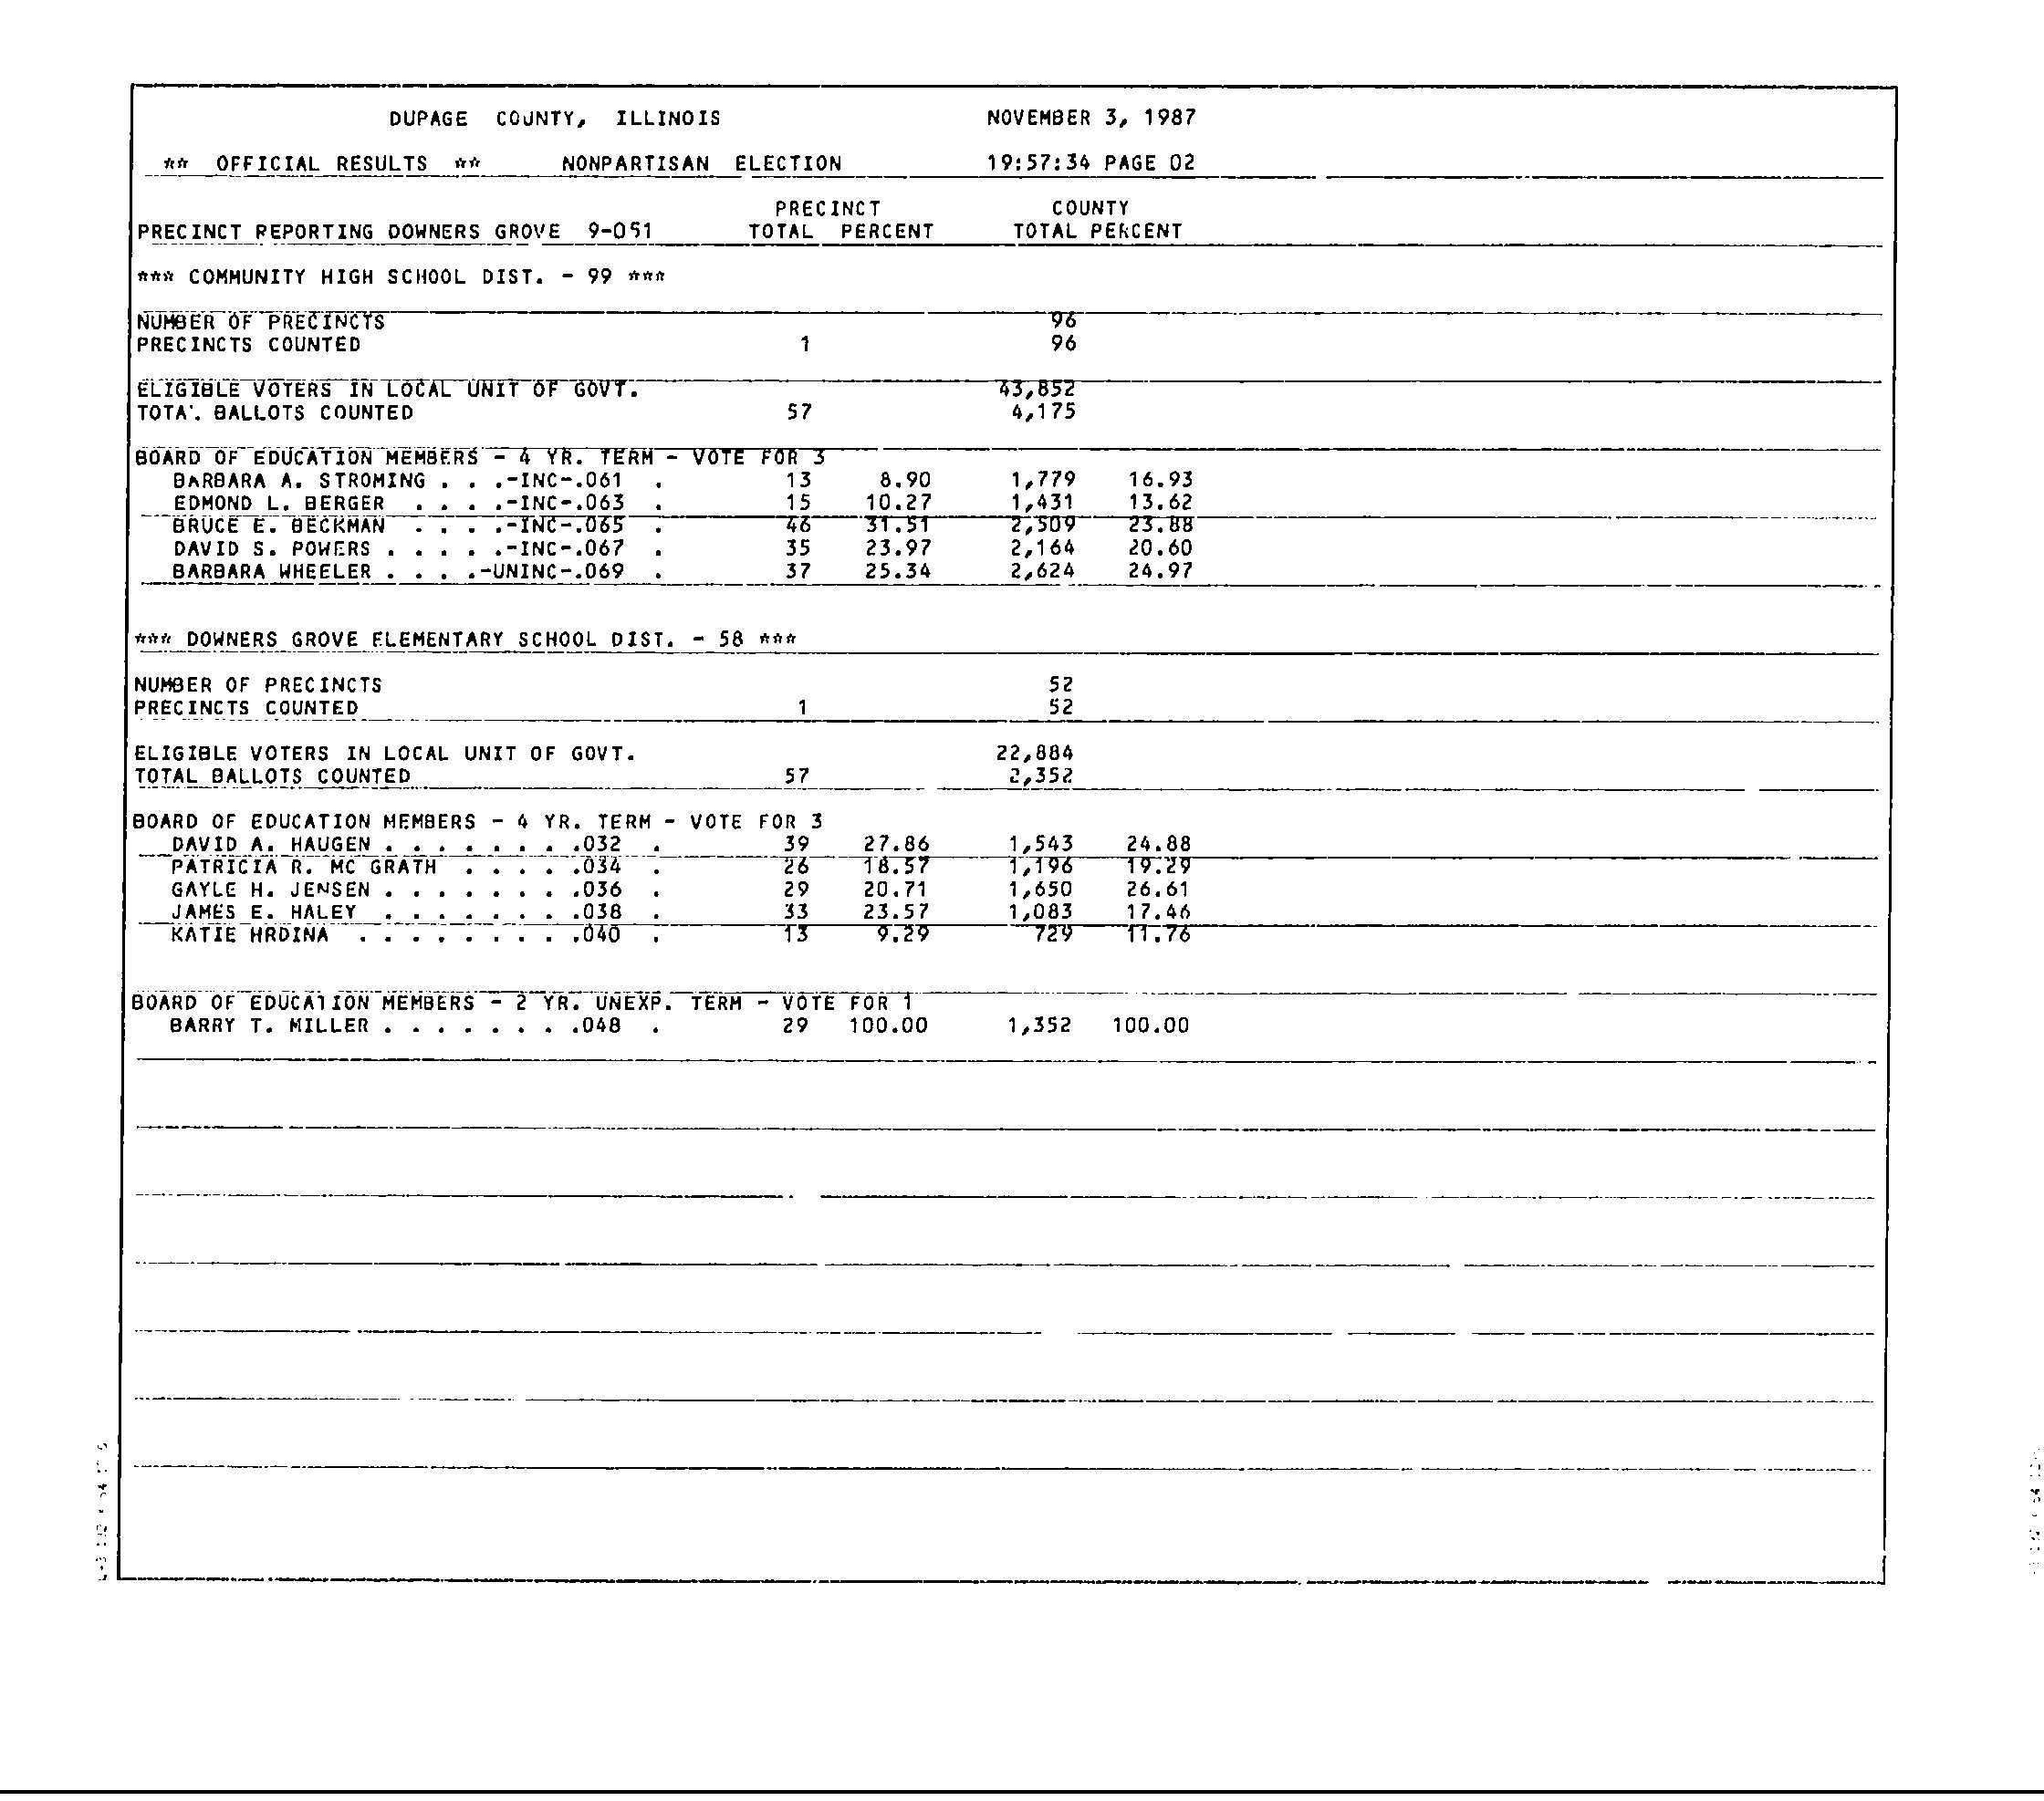 DUPAGE COUNTY, ILLINOIS NOVEMBER 3, 1987
** OFFICIAL RESULTS ** NONPARTISAN ELECTION 19:57:34 PAGE 02
PRECINCT COUNTY
PRECINCT REPORTING DOWNERS GROVE 9-051 TOTAL PERCENT TOTAL PERCENT
*** COMMUNITY HIGH SCHOOL DIST. - 99 ***
NUMBER OF PRECINCTS 96
PRECINCTS COUNTED 1 96
ELIGIBLE VOTERS IN LOCAL UNIT OF GOVT. 43,852
TOTAL BALLOTS COUNTED 57 4,175
BOARD OF EDUCATION MEMBERS - 4 YR. TERM - VOTE FOR 3
BARBARA A. STROMING . . .-INC-.061 . 13 8.90 1,779 16.93
EDMOND L. BERGER . . . .-INC-.063 . 15 10.27 1,431 13.62
BRUCE E. BECKMAN . . . .-INC-.065 . 46 31.51 2,509 23.88
DAVID S. POWERS . . . . .-INC-.067 . 35 23.97 2,164 20.60
BARBARA WHEELER . . . .-UNINC-.069 . 37 25.34 2,624 24.97
*** DOWNERS GROVE ELEMENTARY SCHOOL DIST. - 58 ***
NUMBER OF PRECINCTS 52
PRECINCTS COUNTED 1 52
ELIGIBLE VOTERS IN LOCAL UNIT OF GOVT. 22,884
TOTAL BALLOTS COUNTED 57 2,352
BOARD OF EDUCATION MEMBERS - 4 YR. TERM - VOTE FOR 3
DAVID A. HAUGEN . . . . . . . .032 . 39 27.86 1,543 24.88
PATRICIA R. MC GRATH . . . . .034 . 26 18.57 1,196 19.29
GAYLE H. JENSEN . . . . . . . .036 . 29 20.71 1,650 26.61
JAMES E. HALEY . . . . . . . .038 . 33 23.57 1,083 17.46
KATIE HRDINA . . . . . . . . .040 . 13 9.29 729 11.76
BOARD OF EDUCATION MEMBERS - 2 YR. UNEXP. TERM - VOTE FOR 1
BARRY T. MILLER . . . . . . . .048 . 29 100.00 1,352 100.00